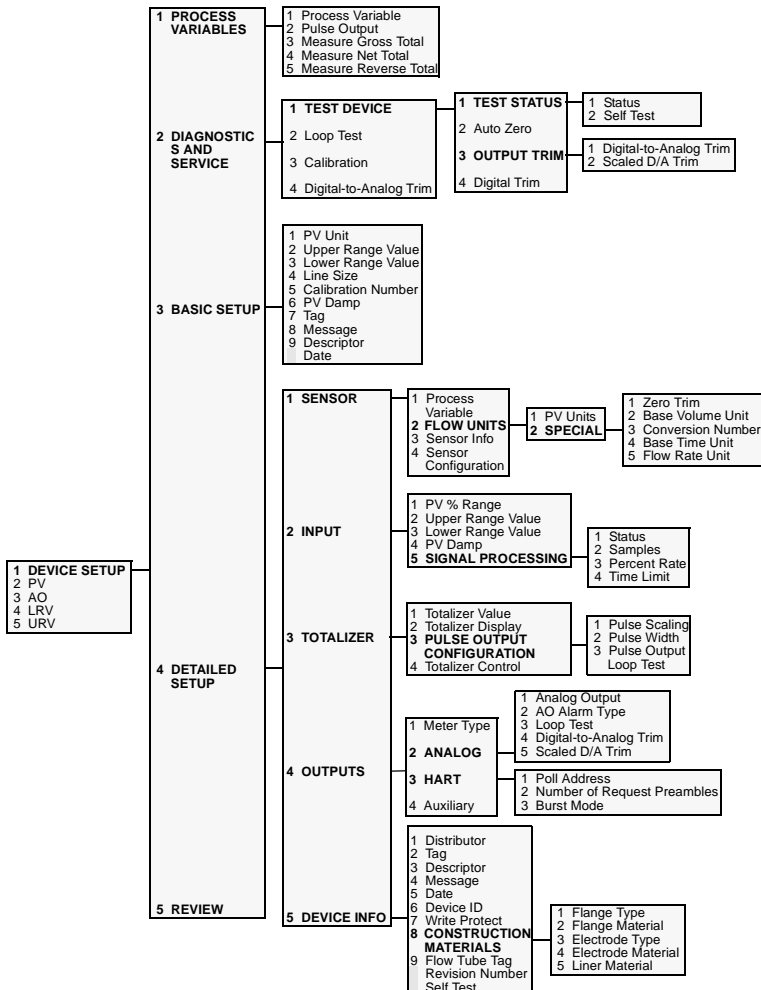 1 PROCESS
VARIABLES
1 Process Variable
2 Pulse Output
3 Measure Gross Total
4 Measure Net Total
5 Measure Reverse Total
2 DIAGNOSTIC
S AND
SERVICE
1 TEST DEVICE
2 Loop Test
3 Calibration
4 Digital-to-Analog Trim
1 TEST STATUS
2 Auto Zero
3 OUTPUT TRIM
4 Digital Trim
1 Status
2 Self Test
1 Digital-to-Analog Trim
2 Scaled D/A Trim
3 BASIC SETUP
1 PV Unit
2 Upper Range Value
3 Lower Range Value
4 Line Size
5 Calibration Number
6 PV Damp
7 Tag
8 Message
9 Descriptor
Date
1 DEVICE SETUP
2 PV
3 AO
4 LRV
5 URV
4 DETAILED
SETUP
1 SENSOR
1 Process
Variable
2 FLOW UNITS
3 Sensor Info
4 Sensor
Configuration
1 PV Units
2 SPECIAL
1 Zero Trim
2 Base Volume Unit
3 Conversion Number
4 Base Time Unit
5 Flow Rate Unit
2 INPUT
1 PV % Range
2 Upper Range Value
3 Lower Range Value
4 PV Damp
5 SIGNAL PROCESSING
1 Status
2 Samples
3 Percent Rate
4 Time Limit
3 TOTALIZER
1 Totalizer Value
2 Totalizer Display
3 PULSE OUTPUT
CONFIGURATION
4 Totalizer Control
1 Pulse Scaling
2 Pulse Width
3 Pulse Output
Loop Test
4 OUTPUTS
1 Meter Type
2 ANALOG
3 HART
4 Auxiliary
1 Analog Output
2 AO Alarm Type
3 Loop Test
4 Digital-to-Analog Trim
5 Scaled D/A Trim
1 Poll Address
2 Number of Request Preambles
3 Burst Mode
5 DEVICE INFO
1 Distributor
2 Tag
3 Descriptor
4 Message
5 Date
6 Device ID
7 Write Protect
8 CONSTRUCTION
MATERIALS
9 Flow Tube Tag
Revision Number
Self Test
1 Flange Type
2 Flange Material
3 Electrode Type
4 Electrode Material
5 Liner Material
5 REVIEW